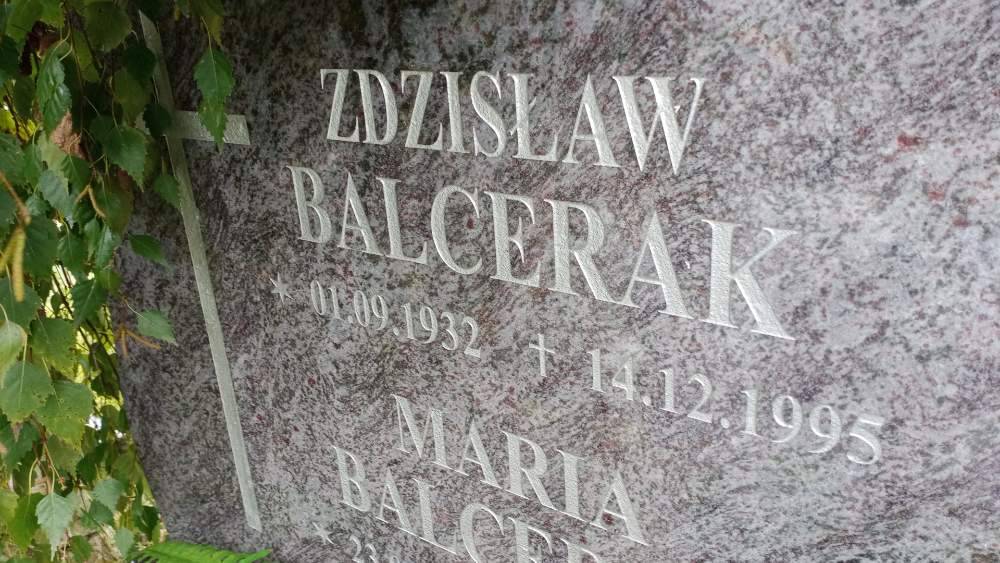 ZDZISŁAW
BALCERAK
* 01.09.1932 † 14.12.1995
MARIA